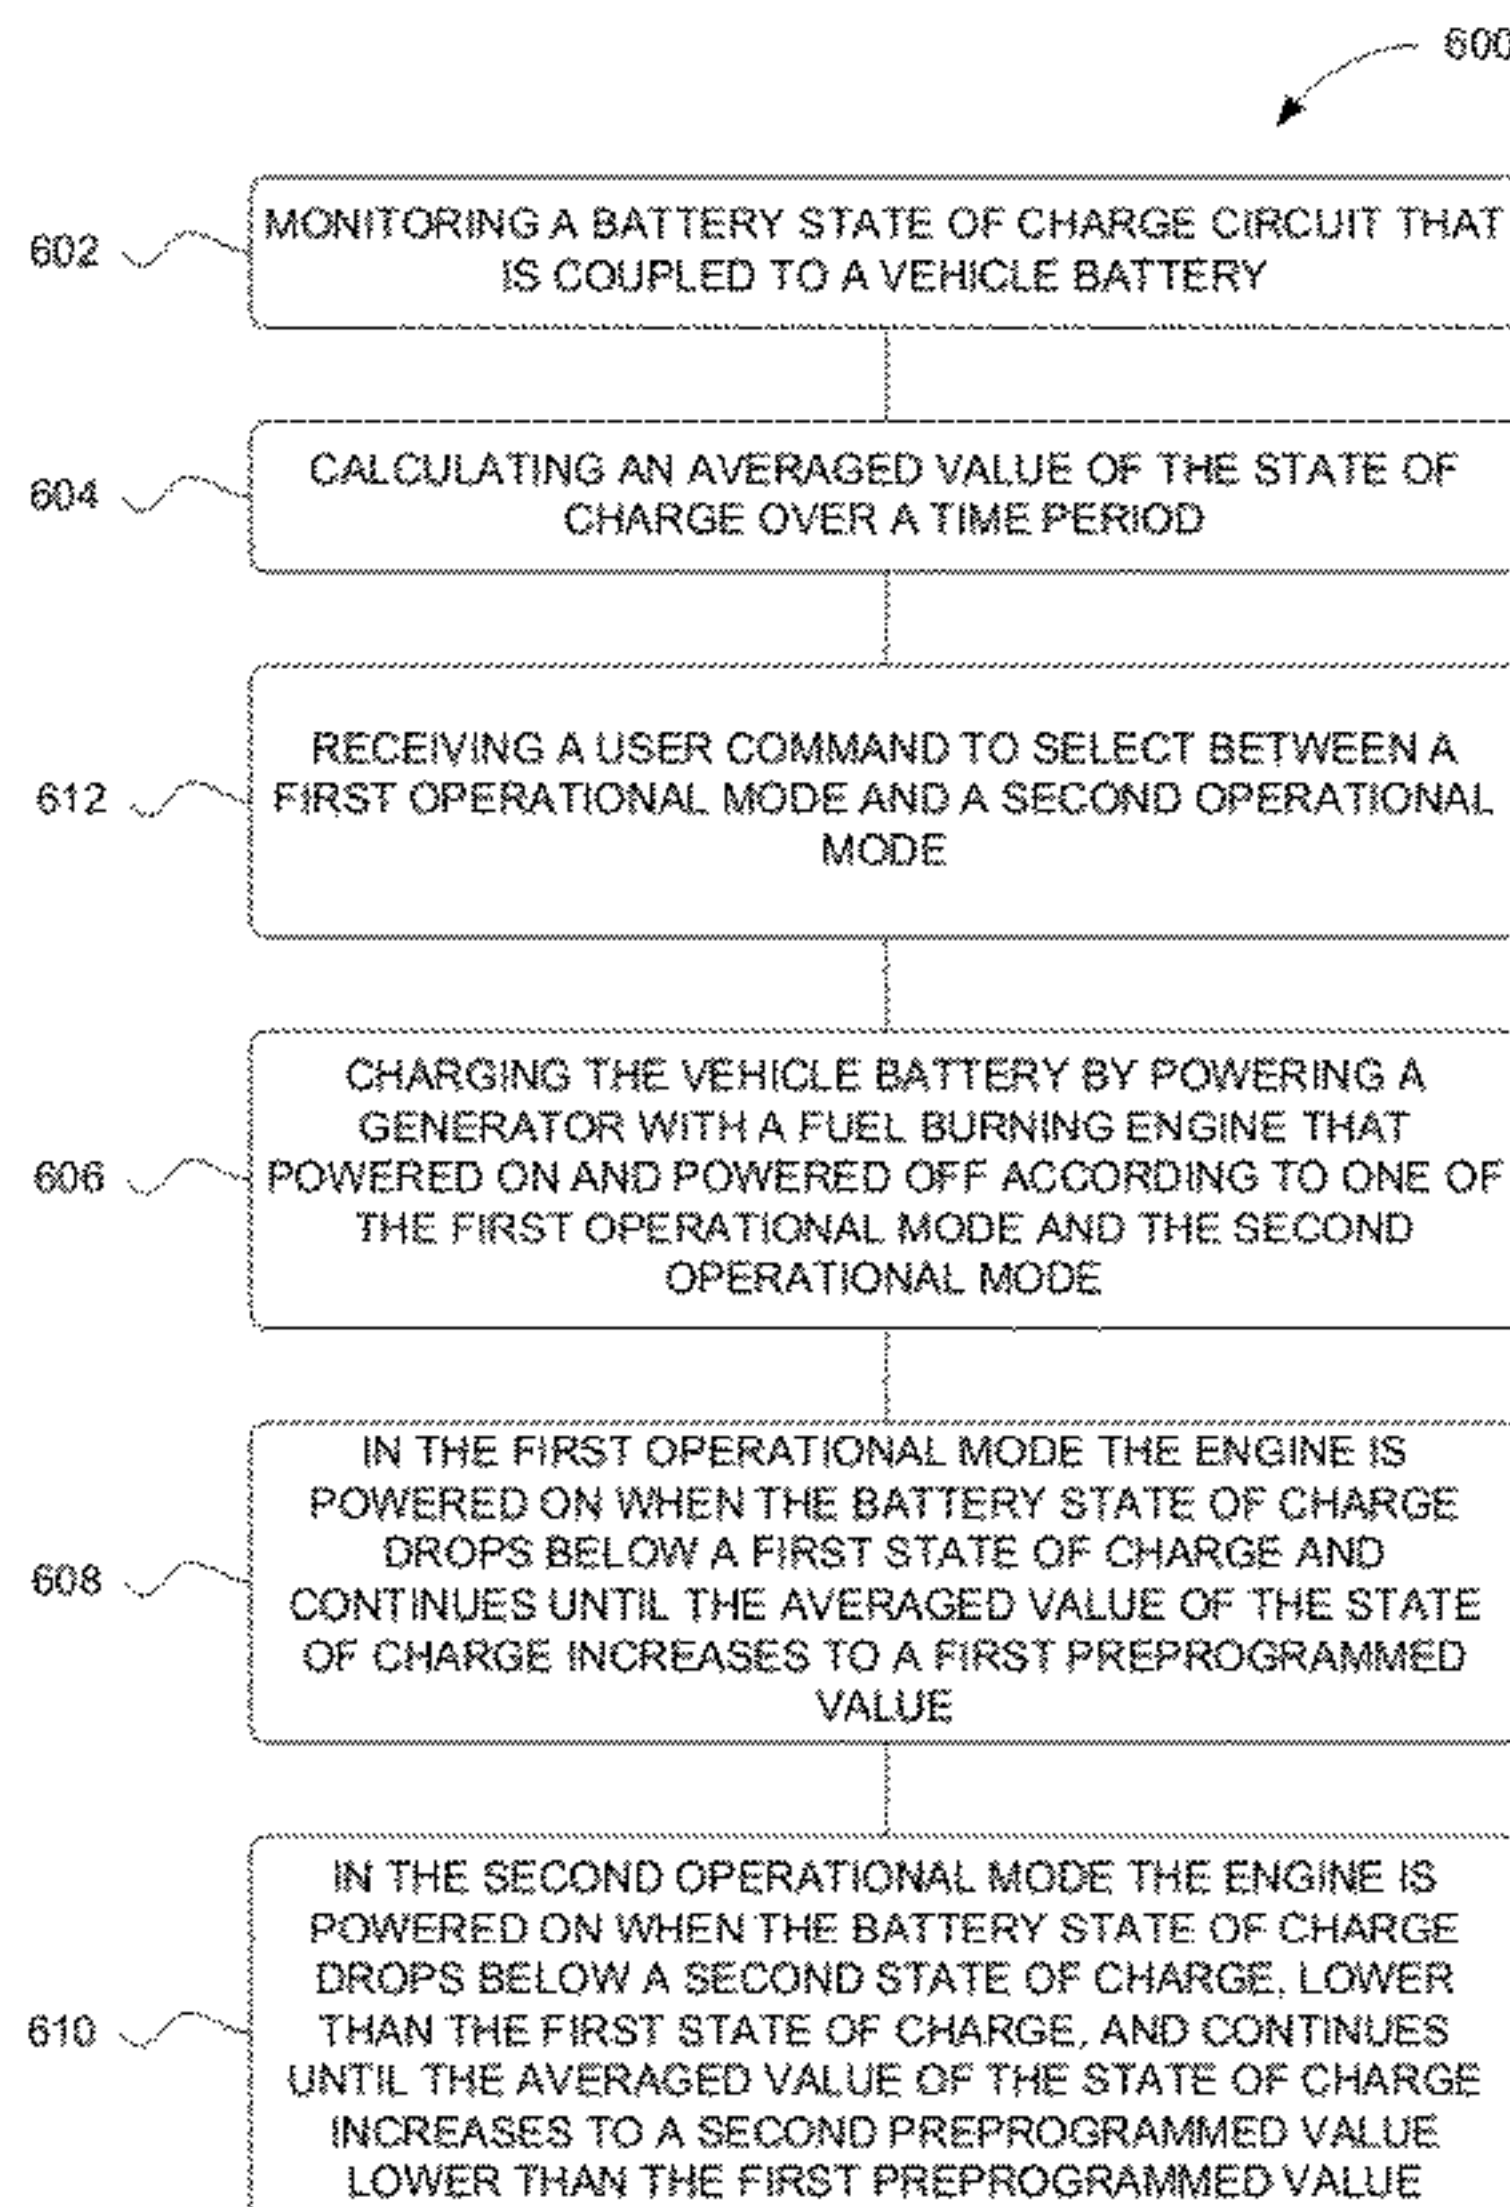 600
602
MONITORING A BATTERY STATE OF CHARGE CIRCUIT THAT
IS COUPLED TO A VEHICLE BATTERY
604
CALCULATING AN AVERAGED VALUE OF THE STATE OF
CHARGE OVER A TIME PERIOD
612
RECEIVING A USER COMMAND TO SELECT BETWEEN A
FIRST OPERATIONAL MODE AND A SECOND OPERATIONAL
MODE
606
CHARGING THE VEHICLE BATTERY BY POWERING A
GENERATOR WITH A FUEL BURNING ENGINE THAT
POWERED ON AND POWERED OFF ACCORDING TO ONE OF
THE FIRST OPERATIONAL MODE AND THE SECOND
OPERATIONAL MODE
608
IN THE FIRST OPERATIONAL MODE THE ENGINE IS
POWERED ON WHEN THE BATTERY STATE OF CHARGE
DROPS BELOW A FIRST STATE OF CHARGE AND
CONTINUES UNTIL THE AVERAGED VALUE OF THE STATE
OF CHARGE INCREASES TO A FIRST PREPROGRAMMED
VALUE
610
IN THE SECOND OPERATIONAL MODE THE ENGINE IS
POWERED ON WHEN THE BATTERY STATE OF CHARGE
DROPS BELOW A SECOND STATE OF CHARGE, LOWER
THAN THE FIRST STATE OF CHARGE, AND CONTINUES
UNTIL THE AVERAGED VALUE OF THE STATE OF CHARGE
INCREASES TO A SECOND PREPROGRAMMED VALUE
LOWER THAN THE FIRST PREPROGRAMMED VALUE